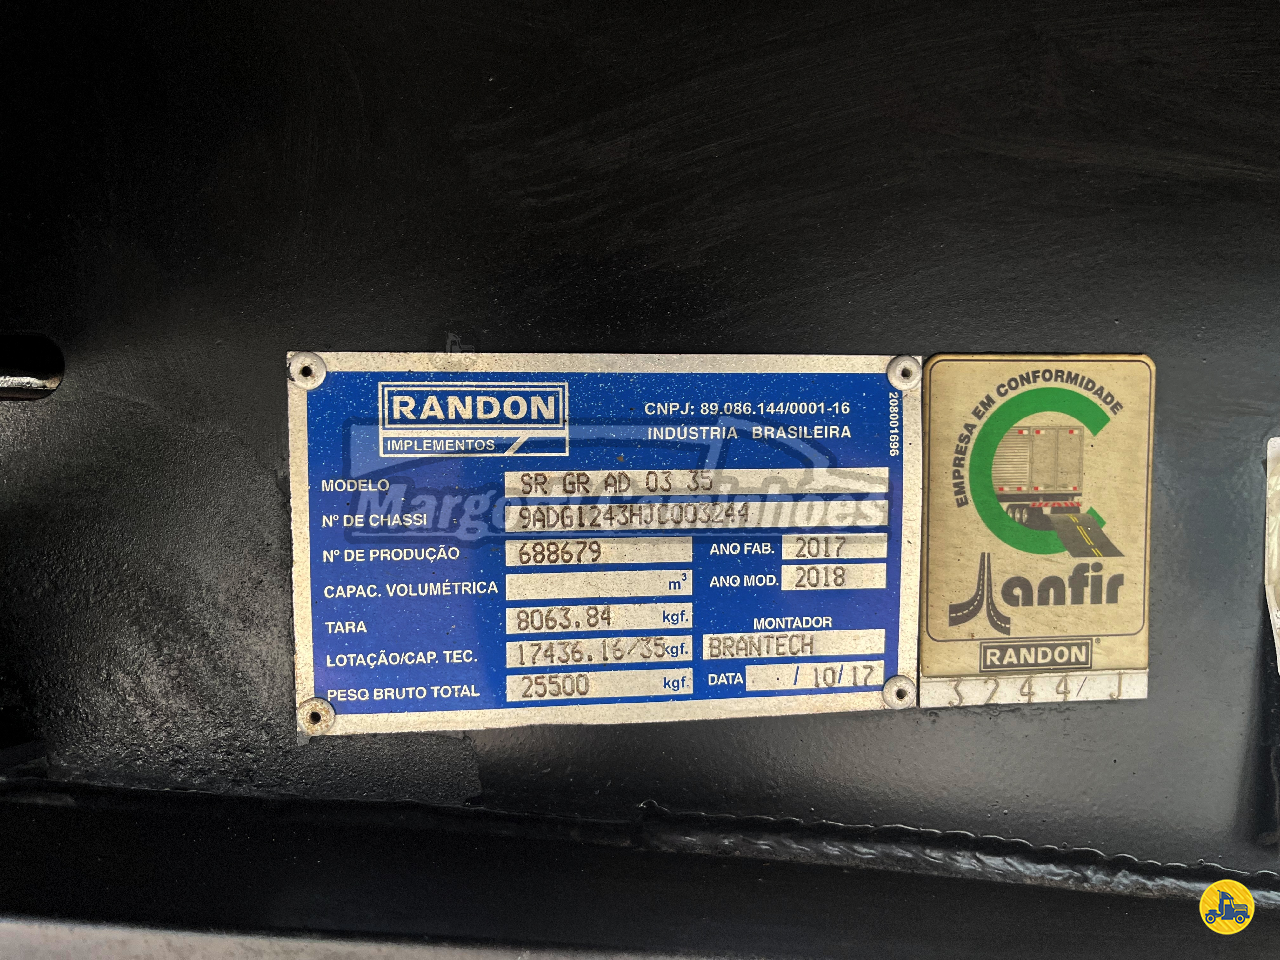 RANDON
IMPLEMENTOS
CNPJ: 89.086.144/0001-16
INDÚSTRIA BRASILEIRA
208001696
MODELO SR GR AD 03 35
Nº DE CHASSI 9ADG1243HJC003244
Nº DE PRODUÇÃO 688679 ANO FAB. 2017
CAPAC. VOLUMÉTRICA m³ ANO MOD. 2018
TARA 8063.84 kgf. MONTADOR
LOTAÇÃO/CAP. TEC. 17436.16/35 kgf. BRANTECH
PESO BRUTO TOTAL 25500 kgf. DATA /10/17
EMPRESA EM CONFORMIDADE
anfir
RANDON
3244/J
Caminhões